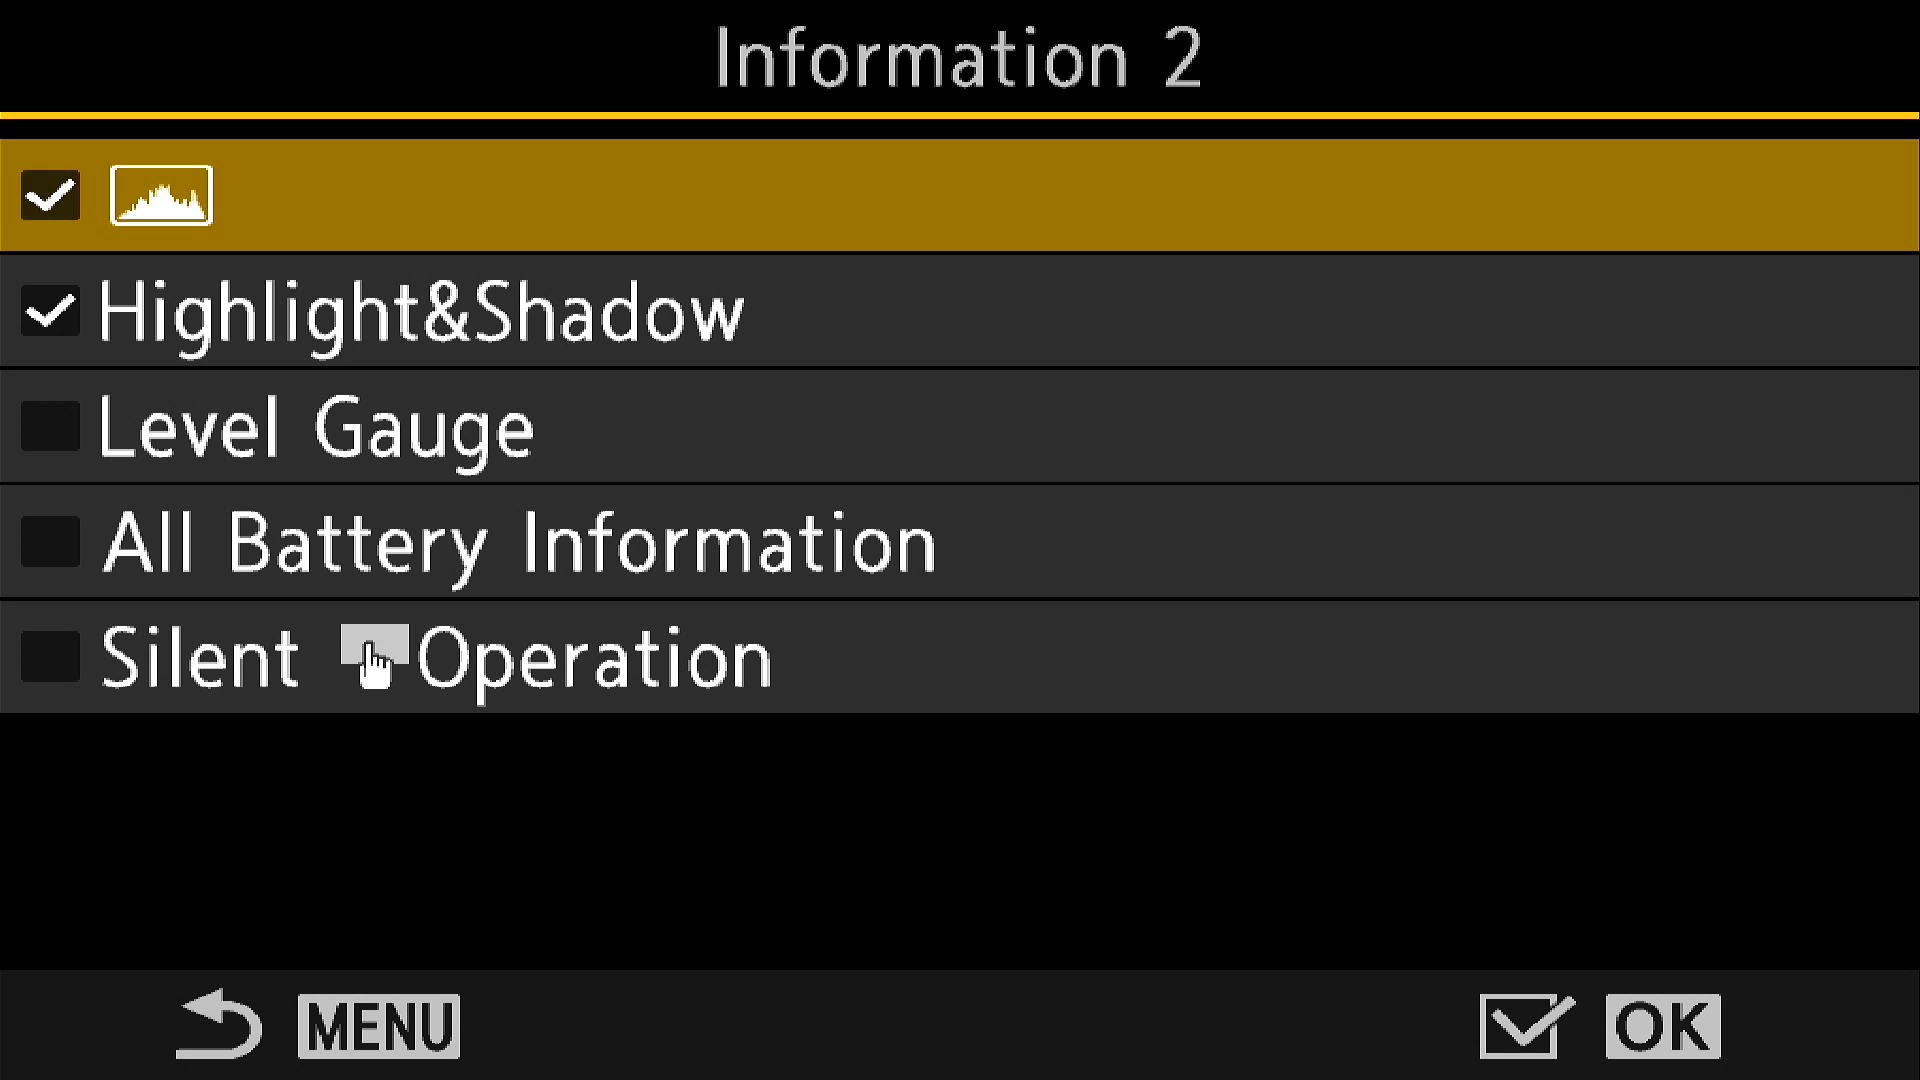 Information 2
Highlight&Shadow
Level Gauge
All Battery Information
Silent Operation
MENU OK